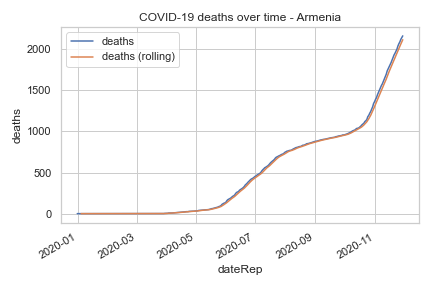 COVID-19 deaths over time - Armenia
deaths
deaths (rolling)
2000
1500
1000
500
0
deaths
2020-01
2020-03
2020-05
2020-07
2020-09
2020-11
dateRep